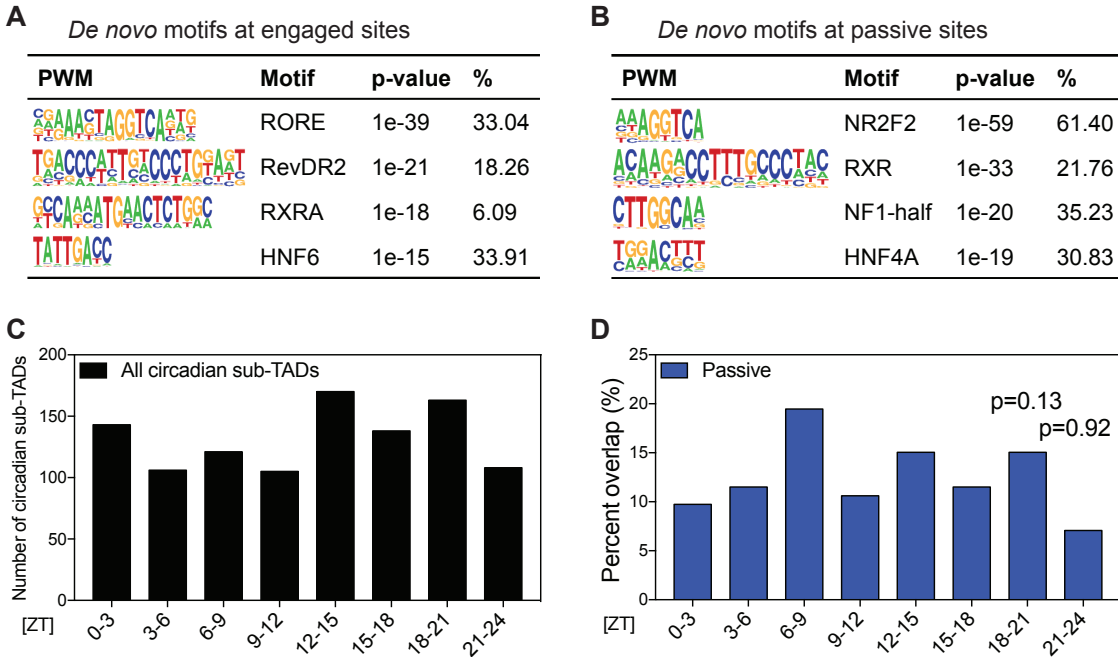 A
De novo motifs at engaged sites
PWM Motif p-value %
RORE 1e-39 33.04
RevDR2 1e-21 18.26
RXRA 1e-18 6.09
HNF6 1e-15 33.91
B
De novo motifs at passive sites
PWM Motif p-value %
NR2F2 1e-59 61.40
RXR 1e-33 21.76
NF1-half 1e-20 35.23
HNF4A 1e-19 30.83
C
All circadian sub-TADs
Number of circadian sub-TADs
200
150
100
50
0
[ZT]
0-3 3-6 6-9 9-12 12-15 15-18 18-21 21-24
D
Passive
Percent overlap (%)
25
20
15
10
5
0
p=0.13
p=0.92
[ZT]
0-3 3-6 6-9 9-12 12-15 15-18 18-21 21-24